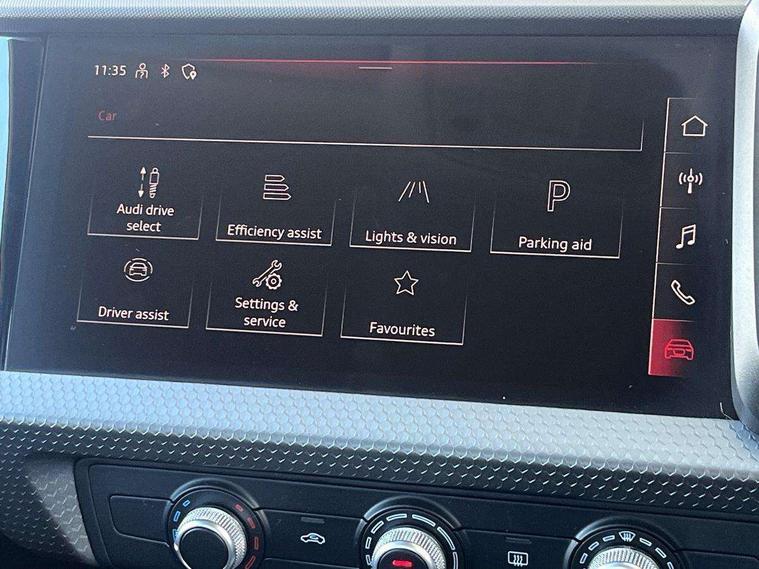 11:35
Car
Audi drive
select
Efficiency assist
Lights & vision
P
Parking aid
Driver assist
Settings &
service
Favourites